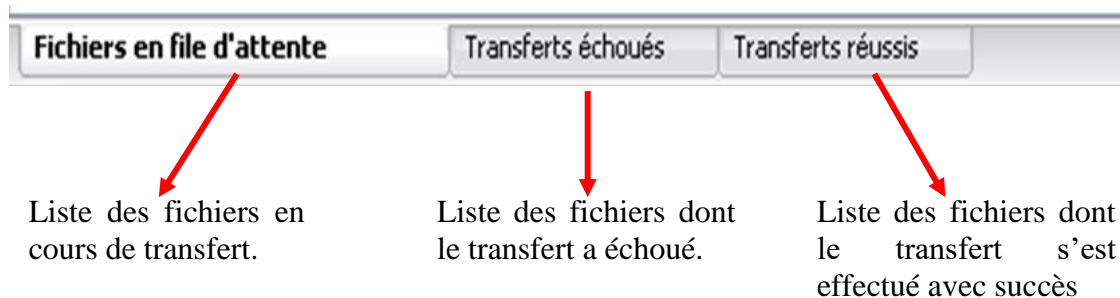 Fichiers en file d'attente
Transferts échoués
Transferts réussis
Liste des fichiers en
cours de transfert.
Liste des fichiers dont
le transfert a échoué.
Liste des fichiers dont
le transfert s’est
effectué avec succès